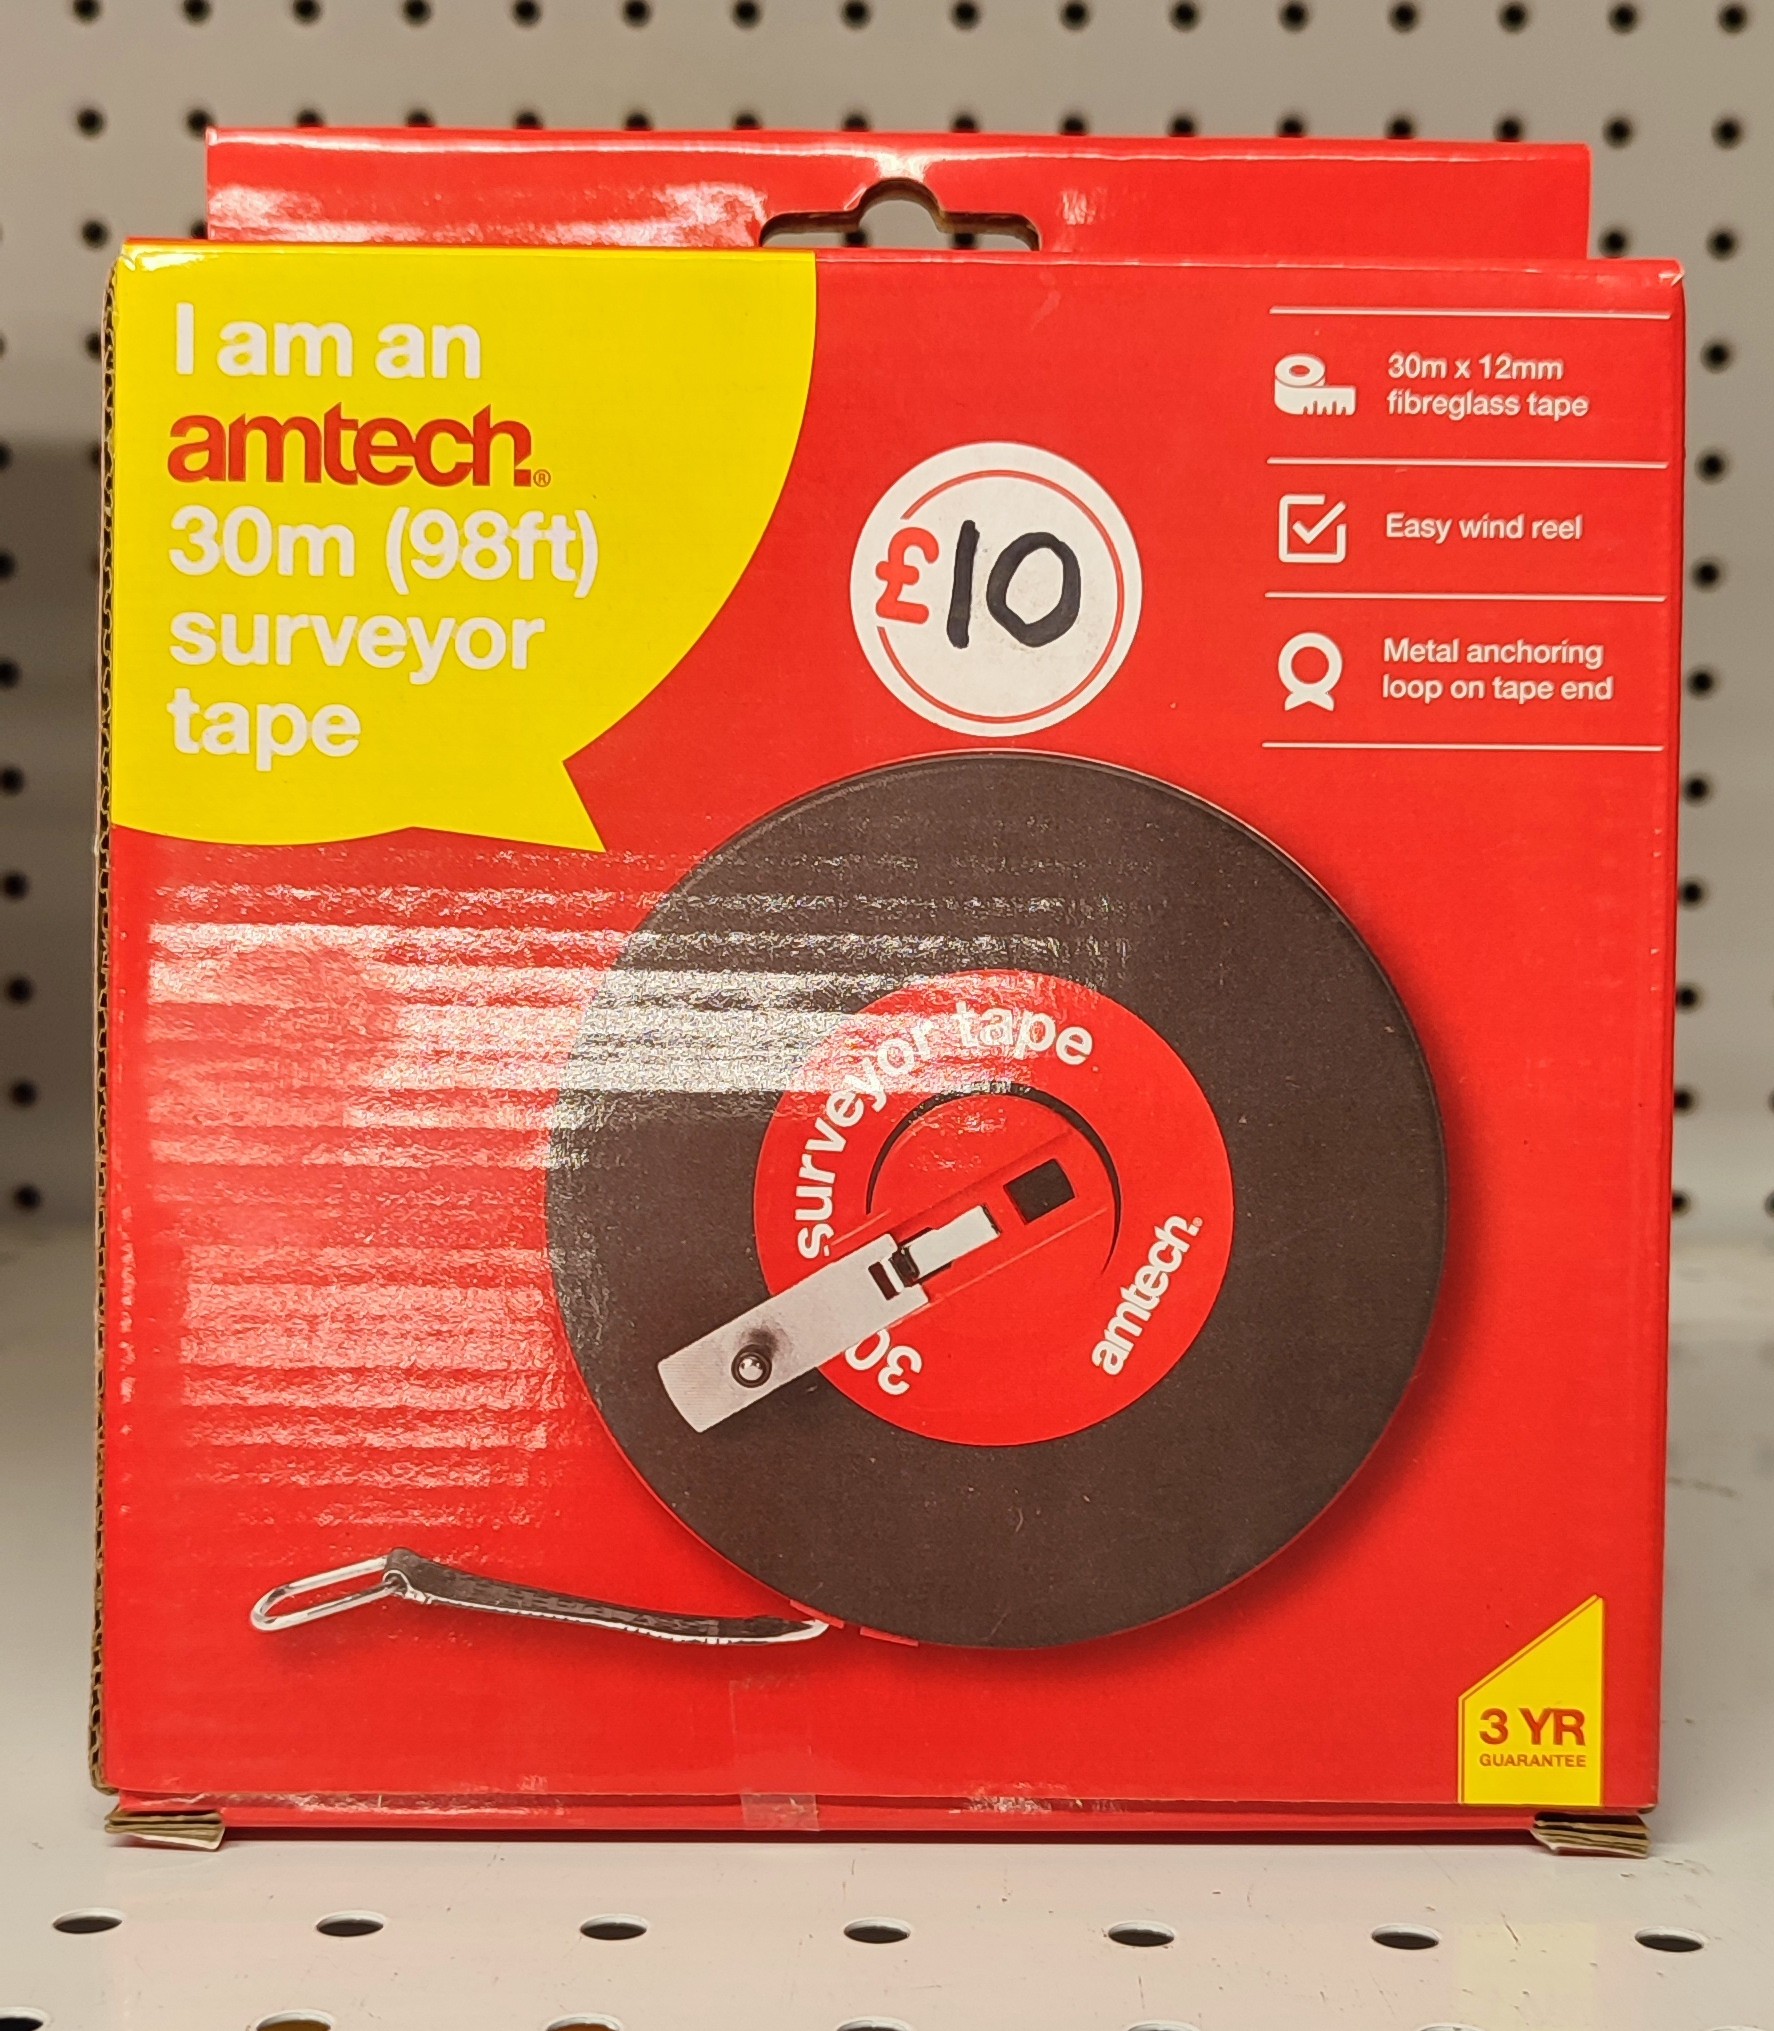 I am an
amtech®
30m (98ft)
surveyor
tape
£10
30m x 12mm
fibreglass tape
Easy wind reel
Metal anchoring
loop on tape end
surveyor tape
amtech®
30
3 YR
GUARANTEE